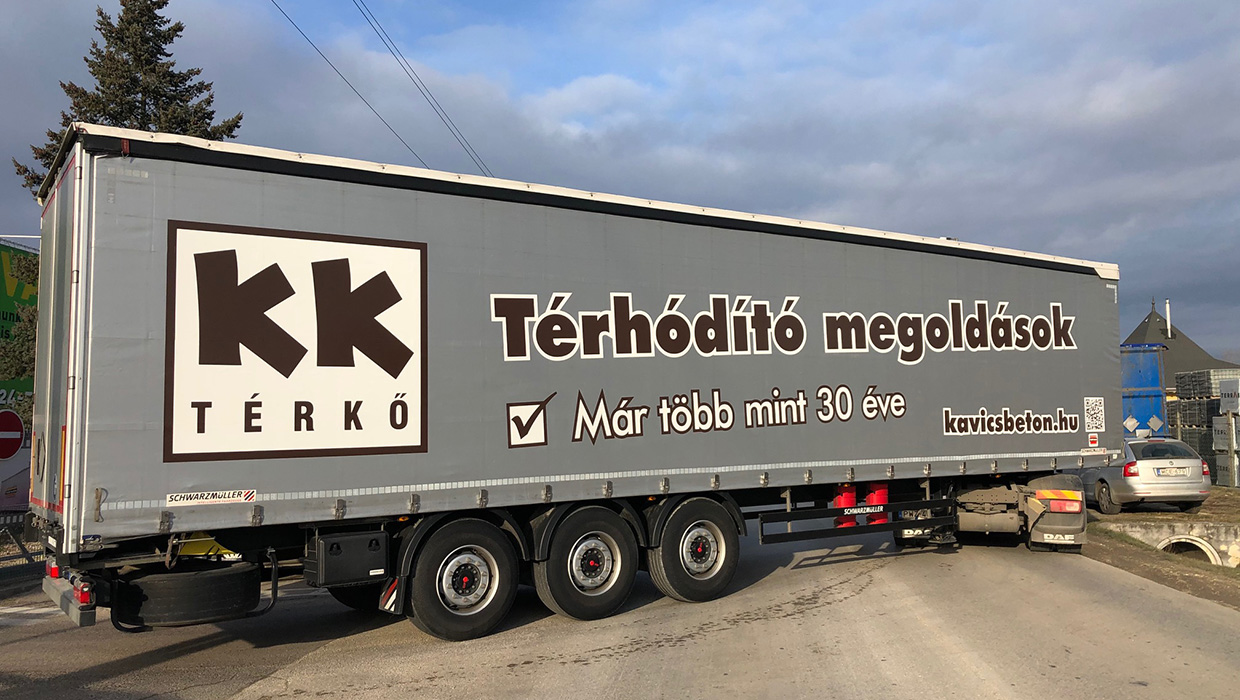 KK
TÉRKŐ
Térhódító megoldások
Már több mint 30 éve
kavicsbeton.hu
SCHWARZMÜLLER
SCHWARZMÜLLER
DAF